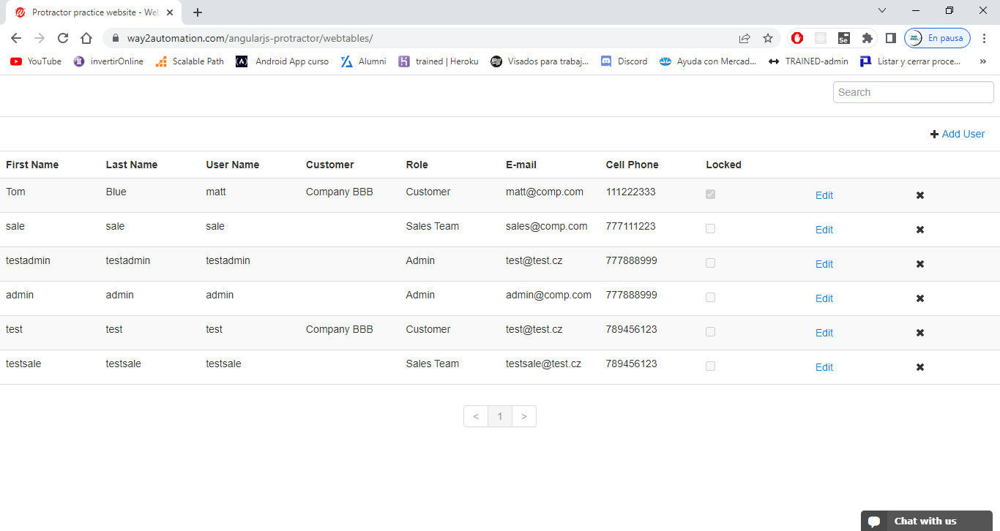 Protractor practice website - Web
way2automation.com/angularjs-protractor/webtables/
Se
En pausa
YouTube
invertirOnline
Scalable Path
Android App curso
Alumni
trained | Heroku
Visados para trabaj...
Discord
Ayuda con Mercad...
TRAINED-admin
Listar y cerrar proce...
»
Search
Add User
First Name Last Name User Name Customer Role E-mail Cell Phone Locked
Tom Blue matt Company BBB Customer matt@comp.com 111222333 Edit
sale sale sale Sales Team sales@comp.com 777111223 Edit
testadmin testadmin testadmin Admin test@test.cz 777888999 Edit
admin admin admin Admin admin@comp.com 777888999 Edit
test test test Company BBB Customer test@test.cz 789456123 Edit
testsale testsale testsale Sales Team testsale@test.cz 789456123 Edit
< 1 >
Chat with us